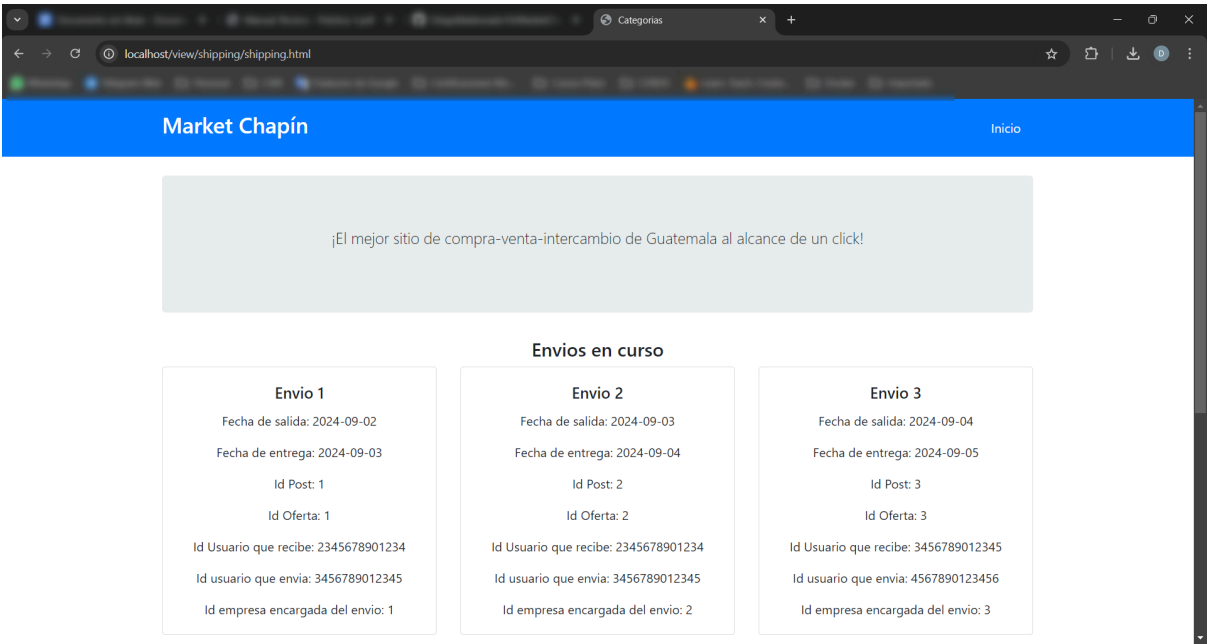 Categorias
localhost/view/shipping/shipping.html
D
Market Chapín
Inicio
¡El mejor sitio de compra-venta-intercambio de Guatemala al alcance de un click!
Envios en curso
Envio 1
Fecha de salida: 2024-09-02
Fecha de entrega: 2024-09-03
Id Post: 1
Id Oferta: 1
Id Usuario que recibe: 2345678901234
Id usuario que envia: 3456789012345
Id empresa encargada del envio: 1
Envio 2
Fecha de salida: 2024-09-03
Fecha de entrega: 2024-09-04
Id Post: 2
Id Oferta: 2
Id Usuario que recibe: 2345678901234
Id usuario que envia: 3456789012345
Id empresa encargada del envio: 2
Envio 3
Fecha de salida: 2024-09-04
Fecha de entrega: 2024-09-05
Id Post: 3
Id Oferta: 3
Id Usuario que recibe: 3456789012345
Id usuario que envia: 4567890123456
Id empresa encargada del envio: 3